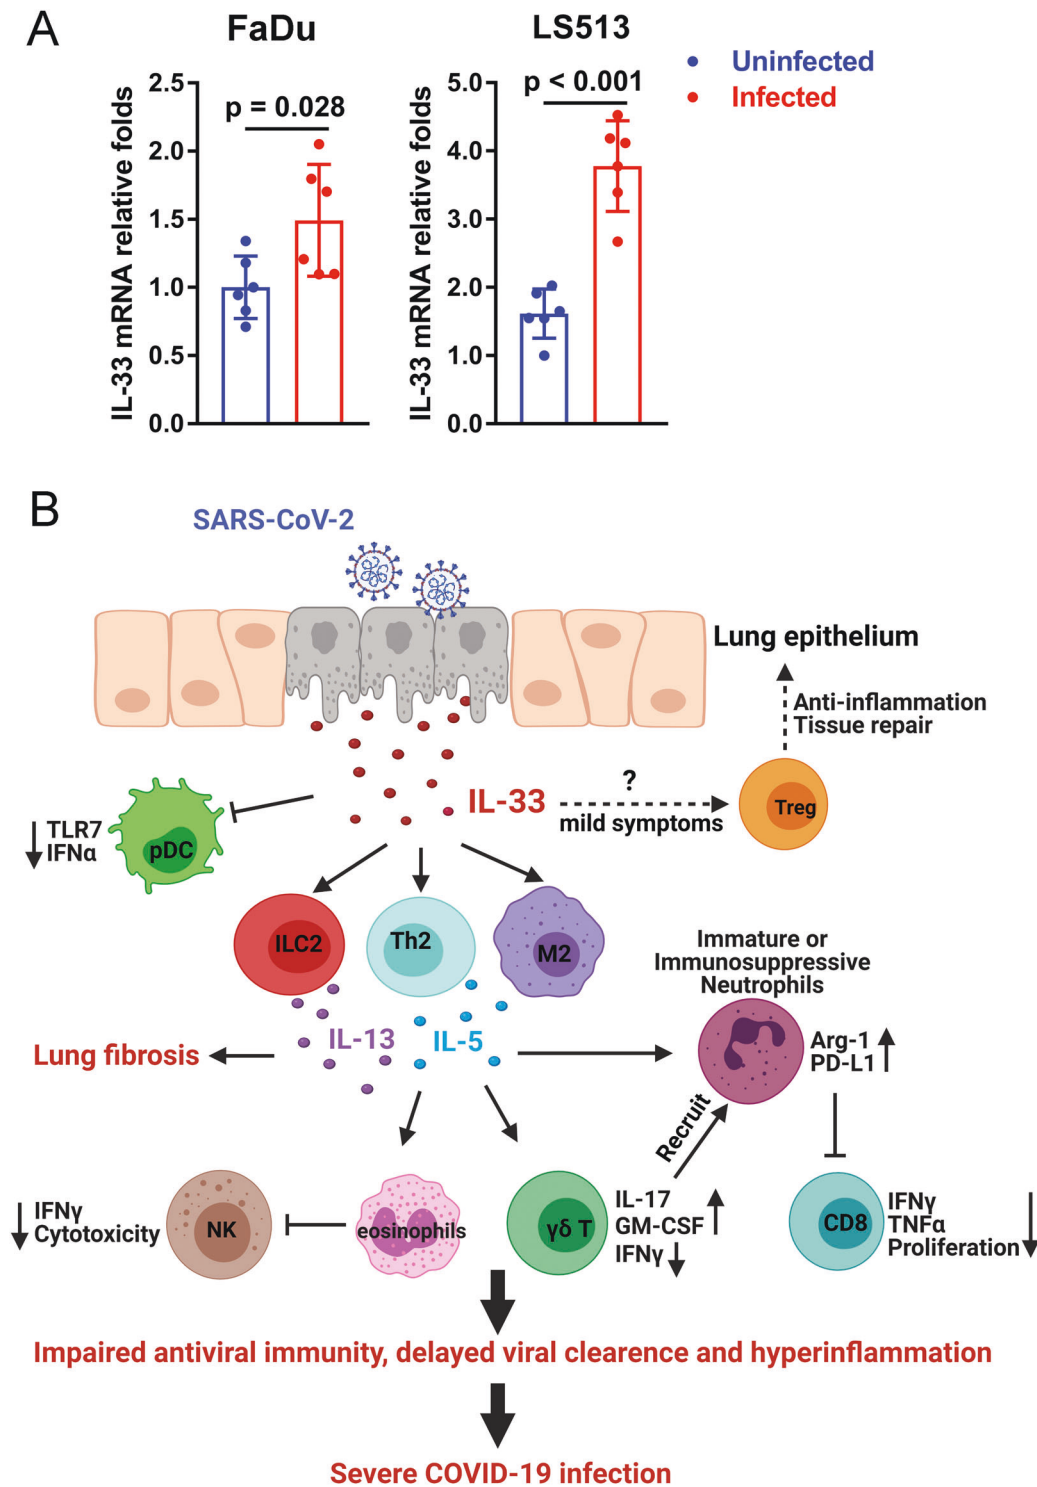 A
FaDu
LS513
Uninfected
Infected
IL-33 mRNA relative folds
2.5
2.0
1.5
1.0
0.5
0.0
p = 0.028
IL-33 mRNA relative folds
5.0
4.0
3.0
2.0
1.0
0.0
p < 0.001
B
SARS-CoV-2
Lung epithelium
Anti-inflammation
Tissue repair
IL-33
?
mild symptoms
Treg
TLR7
IFNα
pDC
ILC2
Th2
M2
Immature or
Immunosuppressive
Neutrophils
Lung fibrosis
IL-13
IL-5
Arg-1
PD-L1
Recruit
IFNγ
Cytotoxicity
NK
eosinophils
γδ T
IL-17
GM-CSF
IFNγ
CD8
IFNγ
TNFα
Proliferation
Impaired antiviral immunity, delayed viral clearence and hyperinflammation
Severe COVID-19 infection